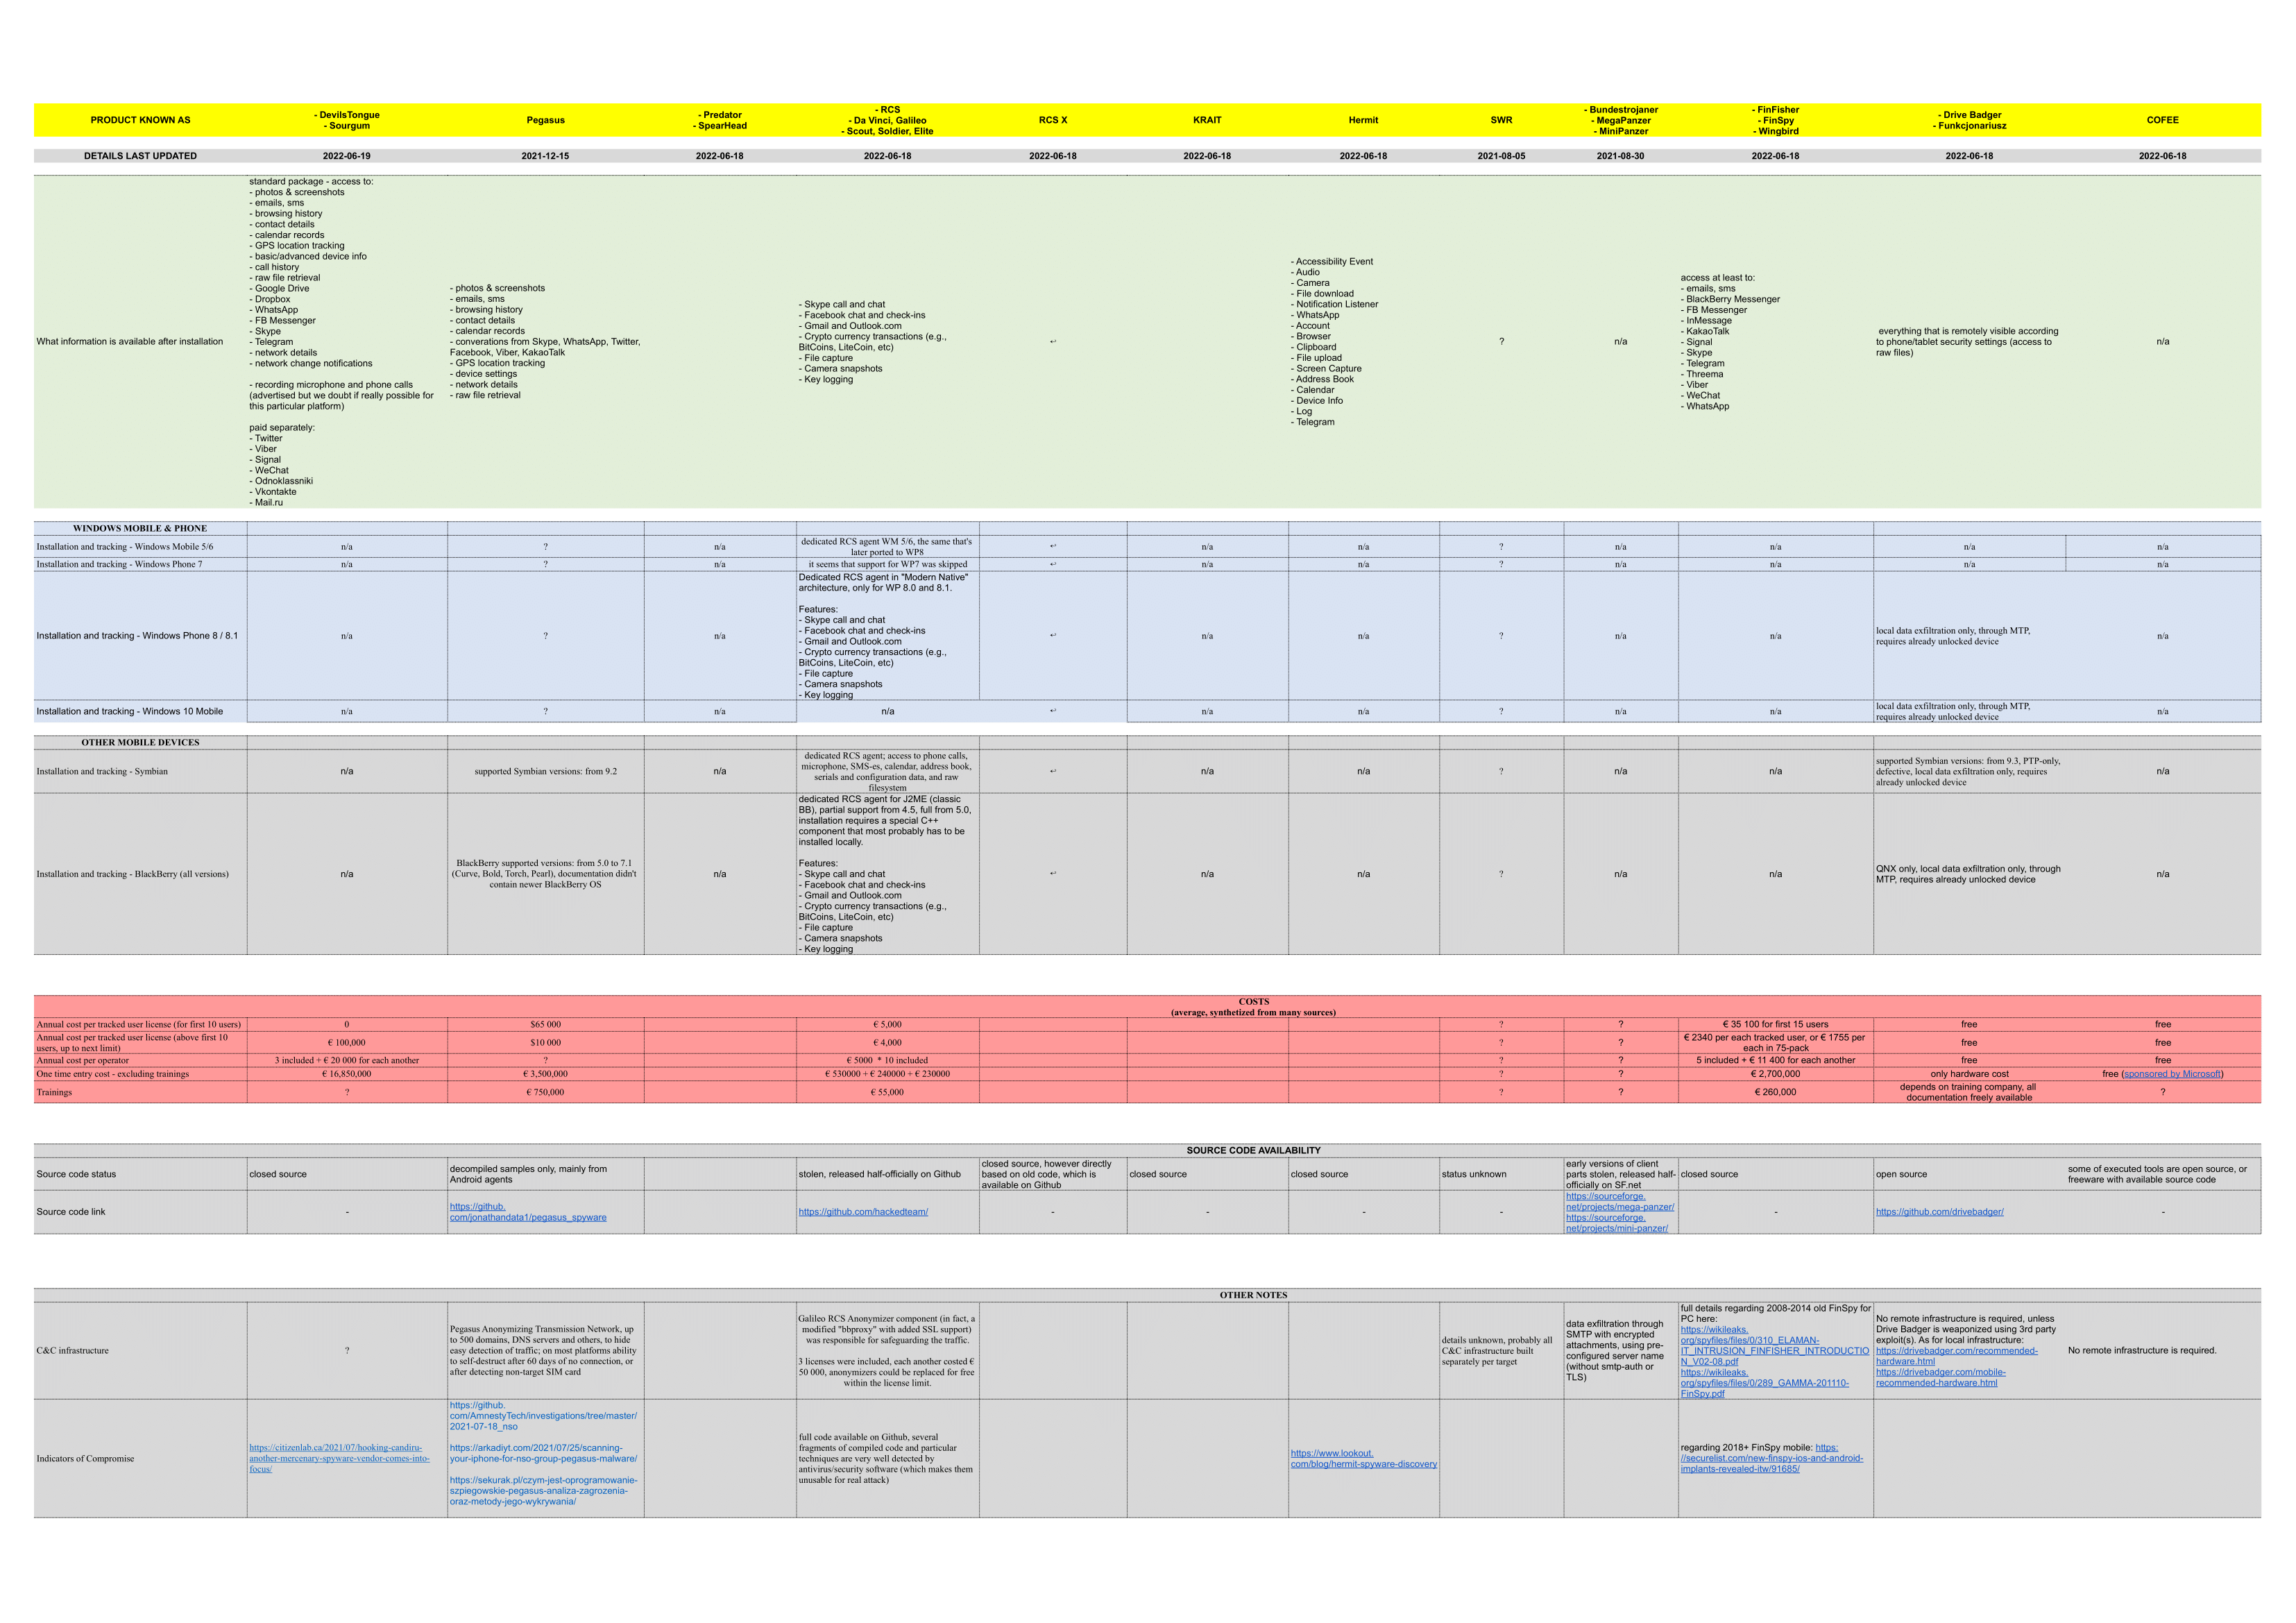 PRODUCT KNOWN AS
- DevilsTongue
- Sourgum
Pegasus
- Predator
- SpearHead
- RCS
- Da Vinci, Galileo
- Scout, Soldier, Elite
RCS X
KRAIT
Hermit
SWR
- Bundestrojaner
- MegaPanzer
- MiniPanzer
- FinFisher
- FinSpy
- Wingbird
- Drive Badger
- Funkcjonariusz
COFEE
DETAILS LAST UPDATED
2022-06-19
2021-12-15
2022-06-18
2022-06-18
2022-06-18
2022-06-18
2022-06-18
2021-08-05
2021-08-30
2022-06-18
2022-06-18
2022-06-18
What information is available after installation
standard package - access to:
- photos & screenshots
- emails, sms
- browsing history
- contact details
- calendar records
- GPS location tracking
- basic/advanced device info
- call history
- raw file retrieval
- Google Drive
- Dropbox
- WhatsApp
- FB Messenger
- Skype
- Telegram
- network details
- network change notifications
- recording microphone and phone calls
(advertised but we doubt if really possible for
this particular platform)
paid separately:
- Twitter
- Viber
- Signal
- WeChat
- Odnoklassniki
- Vkontakte
- Mail.ru
- photos & screenshots
- emails, sms
- browsing history
- contact details
- calendar records
- converations from Skype, WhatsApp, Twitter,
Facebook, Viber, KakaoTalk
- GPS location tracking
- device settings
- network details
- raw file retrieval
- Skype call and chat
- Facebook chat and check-ins
- Gmail and Outlook.com
- Crypto currency transactions (e.g.,
BitCoins, LiteCoin, etc)
- File capture
- Camera snapshots
- Key logging
↵
- Accessibility Event
- Audio
- Camera
- File download
- Notification Listener
- WhatsApp
- Account
- Browser
- Clipboard
- File upload
- Screen Capture
- Address Book
- Calendar
- Device Info
- Log
- Telegram
?
n/a
access at least to:
- emails, sms
- BlackBerry Messenger
- FB Messenger
- InMessage
- KakaoTalk
- Signal
- Skype
- Telegram
- Threema
- Viber
- WeChat
- WhatsApp
everything that is remotely visible according
to phone/tablet security settings (access to
raw files)
n/a
WINDOWS MOBILE & PHONE
Installation and tracking - Windows Mobile 5/6
n/a
?
n/a
dedicated RCS agent WM 5/6, the same that's
later ported to WP8
↵
n/a
n/a
?
n/a
n/a
n/a
n/a
Installation and tracking - Windows Phone 7
n/a
?
n/a
it seems that support for WP7 was skipped
↵
n/a
n/a
?
n/a
n/a
n/a
n/a
Installation and tracking - Windows Phone 8 / 8.1
n/a
?
n/a
Dedicated RCS agent in "Modern Native"
architecture, only for WP 8.0 and 8.1.
Features:
- Skype call and chat
- Facebook chat and check-ins
- Gmail and Outlook.com
- Crypto currency transactions (e.g.,
BitCoins, LiteCoin, etc)
- File capture
- Camera snapshots
- Key logging
↵
n/a
n/a
?
n/a
n/a
local data exfiltration only, through MTP,
requires already unlocked device
n/a
Installation and tracking - Windows 10 Mobile
n/a
?
n/a
n/a
↵
n/a
n/a
?
n/a
n/a
local data exfiltration only, through MTP,
requires already unlocked device
n/a
OTHER MOBILE DEVICES
Installation and tracking - Symbian
n/a
supported Symbian versions: from 9.2
n/a
dedicated RCS agent; access to phone calls,
microphone, SMS-es, calendar, address book,
serials and configuration data, and raw
filesystem
↵
n/a
n/a
?
n/a
n/a
supported Symbian versions: from 9.3, PTP-only,
defective, local data exfiltration only, requires
already unlocked device
n/a
Installation and tracking - BlackBerry (all versions)
n/a
BlackBerry supported versions: from 5.0 to 7.1
(Curve, Bold, Torch, Pearl), documentation didn't
contain newer BlackBerry OS
n/a
dedicated RCS agent for J2ME (classic
BB), partial support from 4.5, full from 5.0,
installation requires a special C++
component that most probably has to be
installed locally.
Features:
- Skype call and chat
- Facebook chat and check-ins
- Gmail and Outlook.com
- Crypto currency transactions (e.g.,
BitCoins, LiteCoin, etc)
- File capture
- Camera snapshots
- Key logging
↵
n/a
n/a
?
n/a
n/a
QNX only, local data exfiltration only, through
MTP, requires already unlocked device
n/a
COSTS
(average, synthetized from many sources)
Annual cost per tracked user license (for first 10 users)
0
$65 000
€ 5,000
?
?
€ 35 100 for first 15 users
free
free
Annual cost per tracked user license (above first 10
users, up to next limit)
€ 100,000
$10 000
€ 4,000
?
?
€ 2340 per each tracked user, or € 1755 per
each in 75-pack
free
free
Annual cost per operator
3 included + € 20 000 for each another
?
€ 5000 * 10 included
?
?
5 included + € 11 400 for each another
free
free
One time entry cost - excluding trainings
€ 16,850,000
€ 3,500,000
€ 530000 + € 240000 + € 230000
?
?
€ 2,700,000
only hardware cost
free (sponsored by Microsoft)
Trainings
?
€ 750,000
€ 55,000
?
?
€ 260,000
depends on training company, all
documentation freely available
?
SOURCE CODE AVAILABILITY
Source code status
closed source
decompiled samples only, mainly from
Android agents
stolen, released half-officially on Github
closed source, however directly
based on old code, which is
available on Github
closed source
closed source
status unknown
early versions of client
parts stolen, released half-
officially on SF.net
closed source
open source
some of executed tools are open source, or
freeware with available source code
Source code link
-
https://github.
com/jonathandata1/pegasus_spyware
https://github.com/hackedteam/
-
-
-
-
https://sourceforge.
net/projects/mega-panzer/
https://sourceforge.
net/projects/mini-panzer/
-
https://github.com/drivebadger/
-
OTHER NOTES
C&C infrastructure
?
Pegasus Anonymizing Transmission Network, up
to 500 domains, DNS servers and others, to hide
easy detection of traffic; on most platforms ability
to self-destruct after 60 days of no connection, or
after detecting non-target SIM card
Galileo RCS Anonymizer component (in fact, a
modified "bbproxy" with added SSL support)
was responsible for safeguarding the traffic.
3 licenses were included, each another costed €
50 000, anonymizers could be replaced for free
within the license limit.
details unknown, probably all
C&C infrastructure built
separately per target
data exfiltration through
SMTP with encrypted
attachments, using pre-
configured server name
(without smtp-auth or
TLS)
full details regarding 2008-2014 old FinSpy for
PC here:
https://wikileaks.
org/spyfiles/files/0/310_ELAMAN-
IT_INTRUSION_FINFISHER_INTRODUCTIO
N_V02-08.pdf
https://wikileaks.
org/spyfiles/files/0/289_GAMMA-201110-
FinSpy.pdf
No remote infrastructure is required, unless
Drive Badger is weaponized using 3rd party
exploit(s). As for local infrastructure:
https://drivebadger.com/recommended-
hardware.html
https://drivebadger.com/mobile-
recommended-hardware.html
No remote infrastructure is required.
Indicators of Compromise
https://citizenlab.ca/2021/07/hooking-candiru-
another-mercenary-spyware-vendor-comes-into-
focus/
https://github.
com/AmnestyTech/investigations/tree/master/
2021-07-18_nso
https://arkadiyt.com/2021/07/25/scanning-
your-iphone-for-nso-group-pegasus-malware/
https://sekurak.pl/czym-jest-oprogramowanie-
szpiegowskie-pegasus-analiza-zagrozenia-
oraz-metody-jego-wykrywania/
full code available on Github, several
fragments of compiled code and particular
techniques are very well detected by
antivirus/security software (which makes them
unusable for real attack)
https://www.lookout.
com/blog/hermit-spyware-discovery
regarding 2018+ FinSpy mobile: https:
//securelist.com/new-finspy-ios-and-android-
implants-revealed-itw/91685/